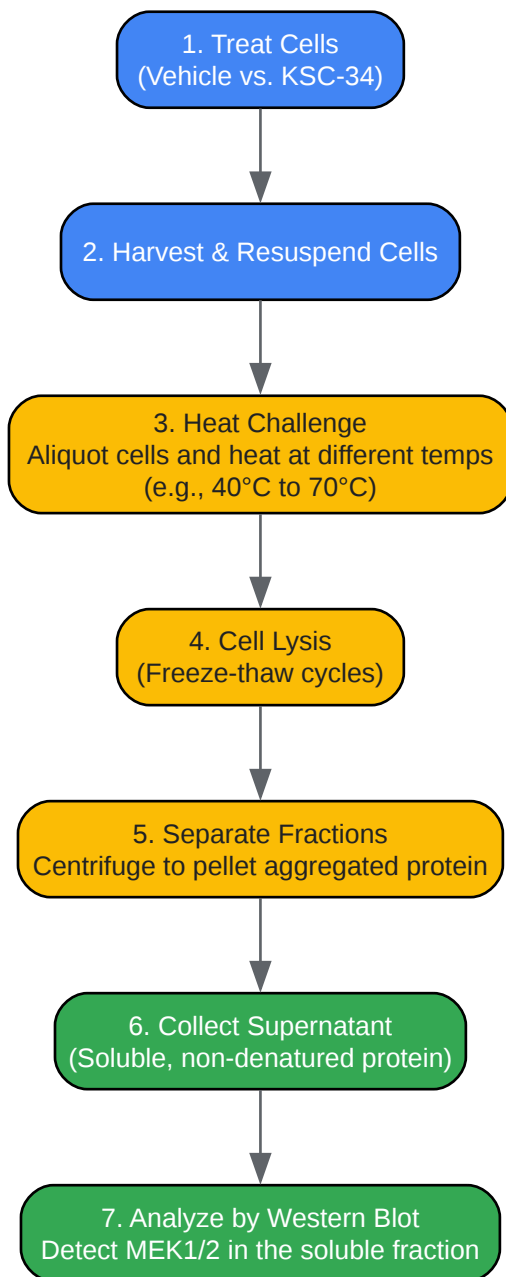 1. Treat Cells
(Vehicle vs. KSC-34)
2. Harvest & Resuspend Cells
3. Heat Challenge
Aliquot cells and heat at different temps
(e.g., 40°C to 70°C)
4. Cell Lysis
(Freeze-thaw cycles)
5. Separate Fractions
Centrifuge to pellet aggregated protein
6. Collect Supernatant
(Soluble, non-denatured protein)
7. Analyze by Western Blot
Detect MEK1/2 in the soluble fraction